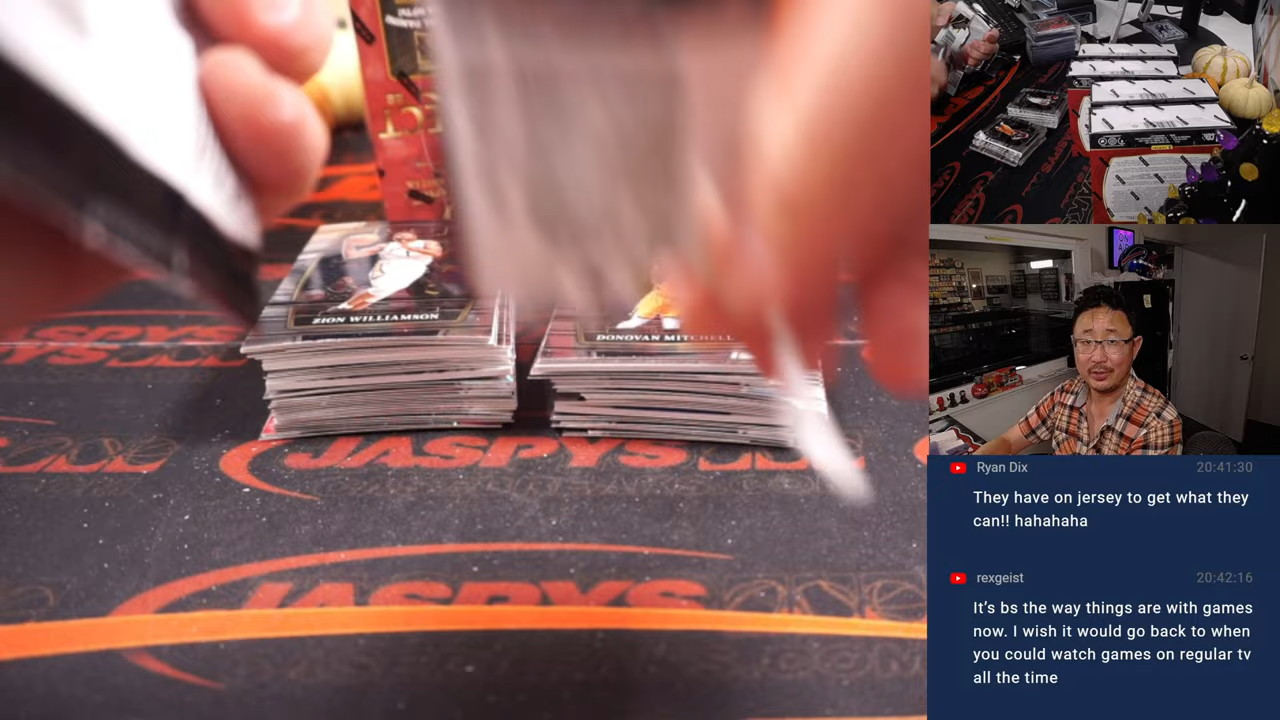 ZION WILLIAMSON
DONOVAN MITCHELL
JASPYS
JASPYS
ON
AIR
Ryan Dix
20:41:30
They have on jersey to get what they
can!! hahahaha
rexgeist
20:42:16
It's bs the way things are with games
now. I wish it would go back to when
you could watch games on regular tv
all the time